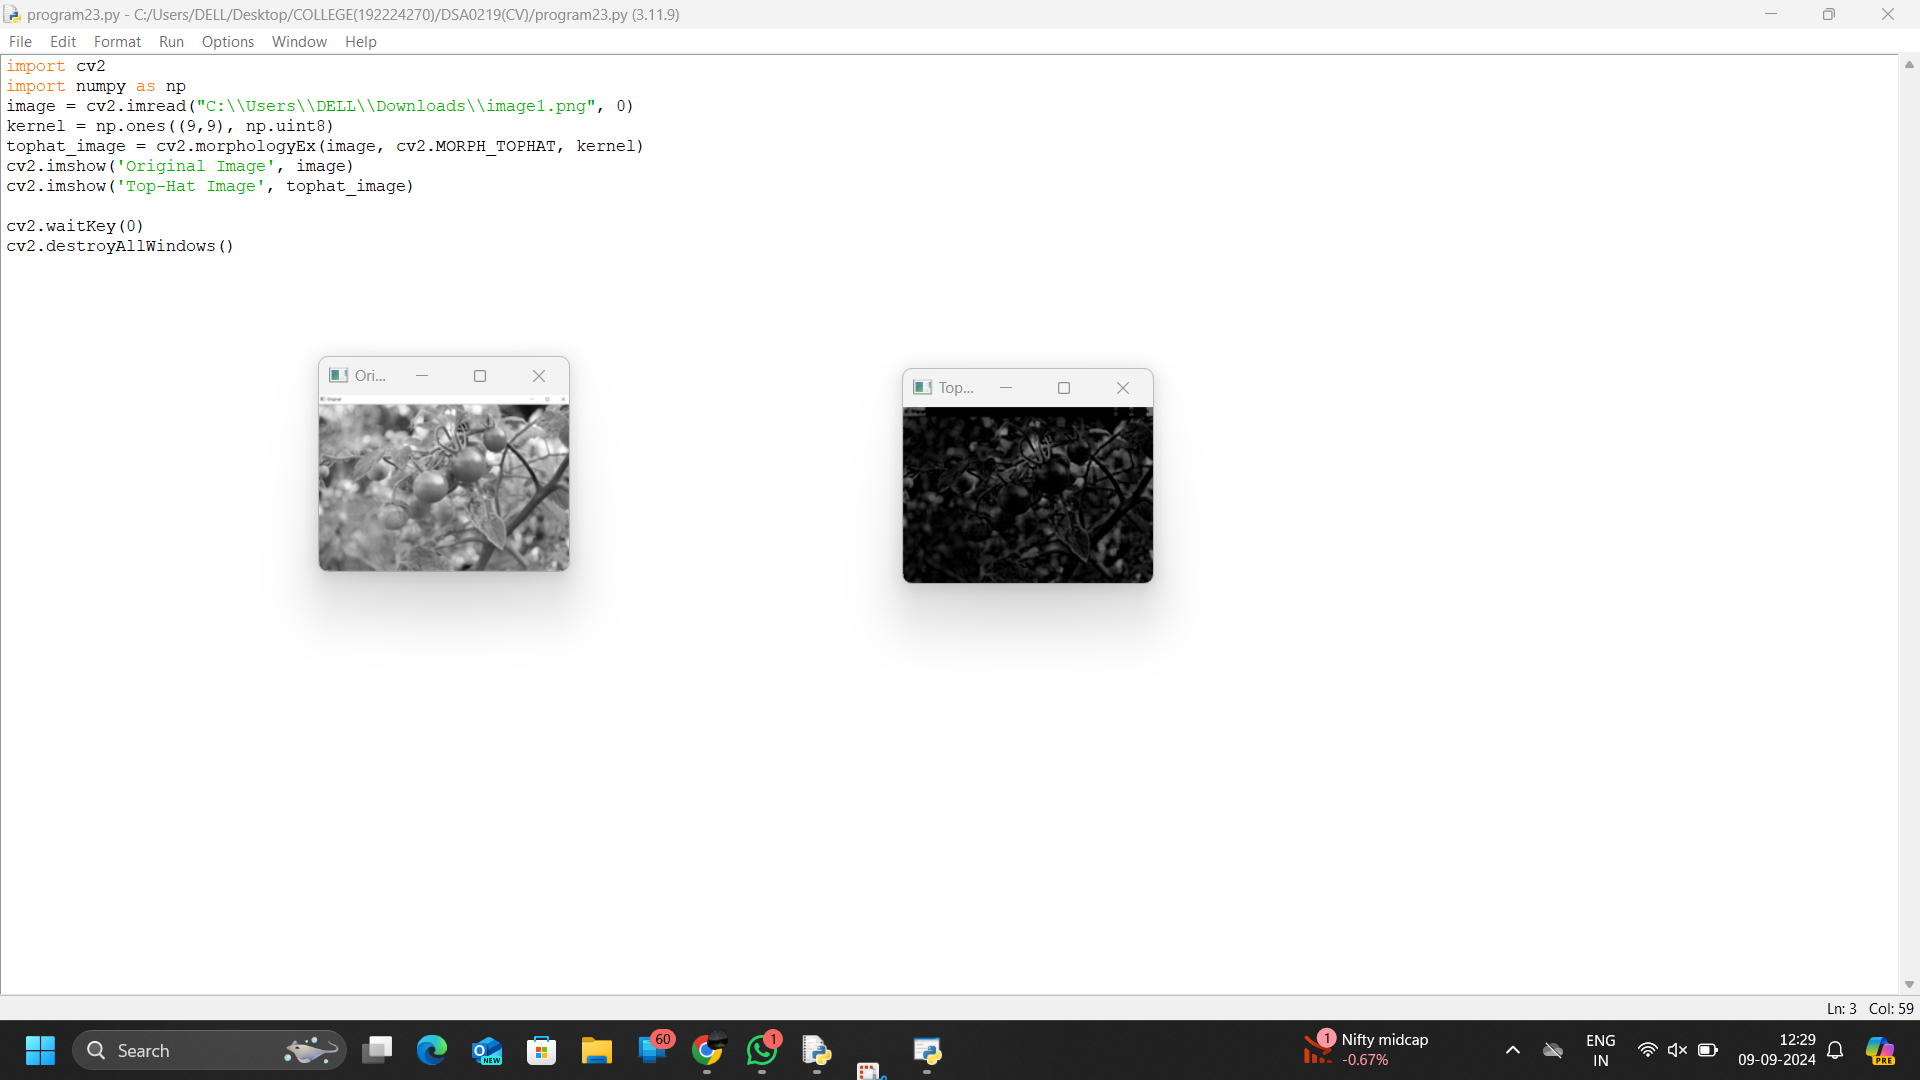 program23.py - C:/Users/DELL/Desktop/COLLEGE(192224270)/DSA0219(CV)/program23.py (3.11.9)
File Edit Format Run Options Window Help
import cv2
import numpy as np
image = cv2.imread("C:\\Users\\DELL\\Downloads\\image1.png", 0)
kernel = np.ones((9,9), np.uint8)
tophat_image = cv2.morphologyEx(image, cv2.MORPH_TOPHAT, kernel)
cv2.imshow('Original Image', image)
cv2.imshow('Top-Hat Image', tophat_image)
cv2.waitKey(0)
cv2.destroyAllWindows()
Ori...
Top...
Original
Ln: 3 Col: 59
Search
NEW
60
1
1
Nifty midcap
-0.67%
ENG
IN
12:29
09-09-2024
PRE